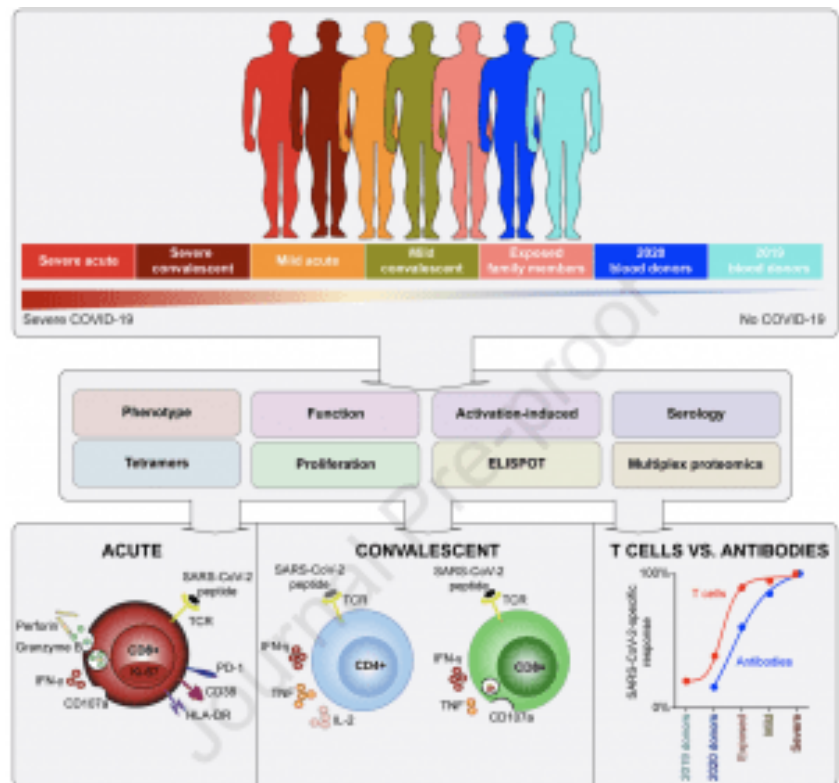 Severe acute
Severe
convalescent
Mild acute
Mild
convalescent
Exposed
family members
2020
blood donors
2019
blood donors
Severe COVID-19
No COVID-19
Phenotype
Function
Activation-induced
Serology
Tetramers
Proliferation
ELISPOT
Multiplex proteomics
Journal Pre-proof
ACUTE
SARS-CoV-2
peptide
TCR
Perforin
Granzyme B
CD8+
Ki-67
IFN-γ
CD107a
PD-1
CD38
HLA-DR
CONVALESCENT
SARS-CoV-2
peptide
TCR
CD4+
IFN-γ
TNF
IL-2
SARS-CoV-2
peptide
TCR
CD8+
IFN-γ
TNF
CD107a
T CELLS VS. ANTIBODIES
SARS-CoV-2-specific
response
100%
0%
T cells
Antibodies
2019 donors
2020 donors
Exposed
Mild
Severe